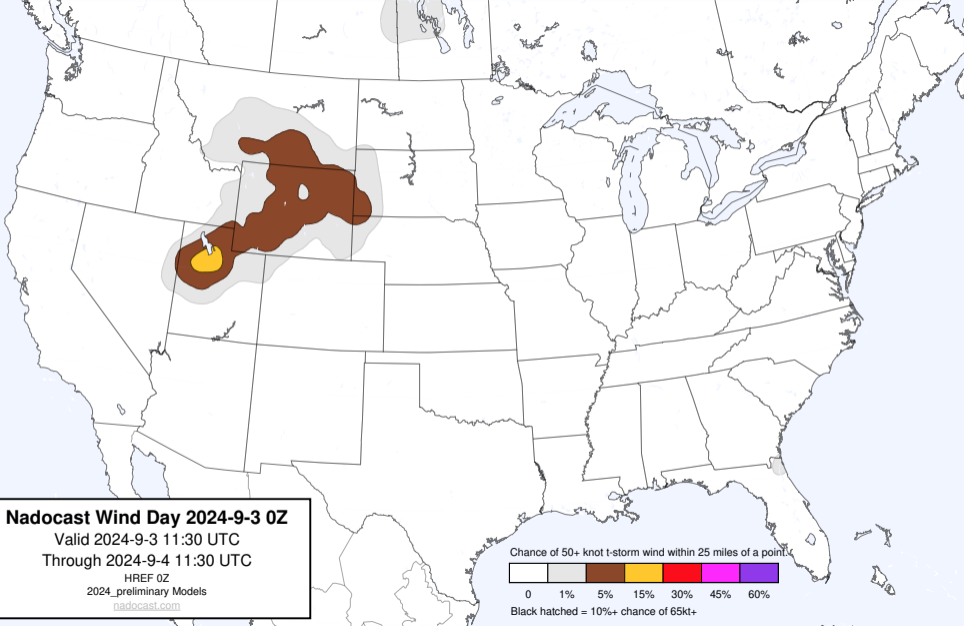 Nadocast Wind Day 2024-9-3 0Z
Valid 2024-9-3 11:30 UTC
Through 2024-9-4 11:30 UTC
HREF 0Z
2024_preliminary Models
nadocast.com
Chance of 50+ knot t-storm wind within 25 miles of a point.
0 1% 5% 15% 30% 45% 60%
Black hatched = 10%+ chance of 65kt+